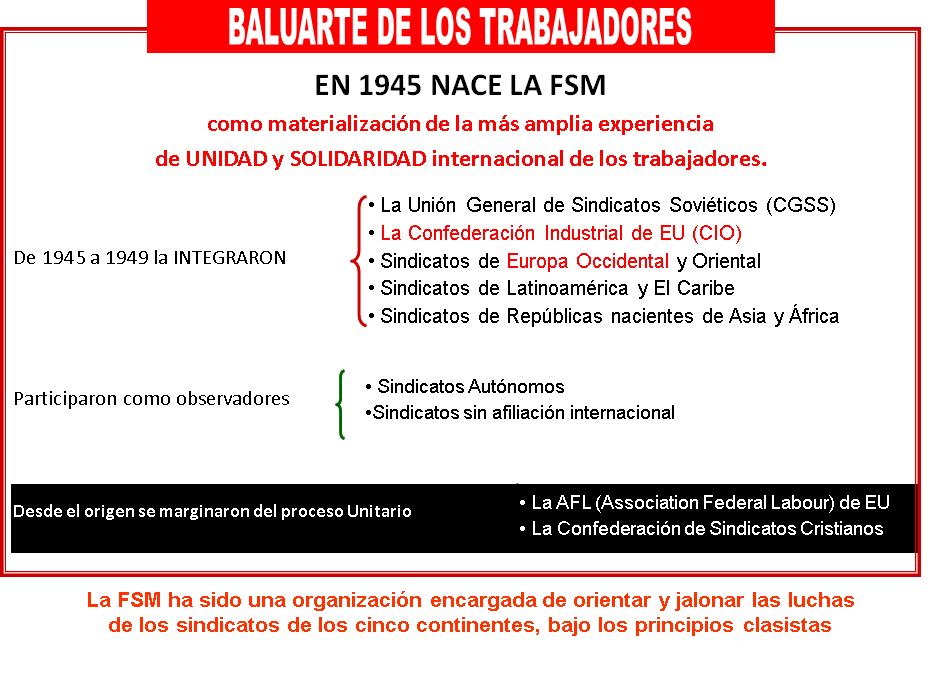 BALUARTE DE LOS TRABAJADORES
EN 1945 NACE LA FSM
como materialización de la más amplia experiencia
de UNIDAD y SOLIDARIDAD internacional de los trabajadores.
De 1945 a 1949 la INTEGRARON
• La Unión General de Sindicatos Soviéticos (CGSS)
• La Confederación Industrial de EU (CIO)
• Sindicatos de Europa Occidental y Oriental
• Sindicatos de Latinoamérica y El Caribe
• Sindicatos de Repúblicas nacientes de Asia y África
Participaron como observadores
• Sindicatos Autónomos
•Sindicatos sin afiliación internacional
Desde el origen se marginaron del proceso Unitario
• La AFL (Association Federal Labour) de EU
• La Confederación de Sindicatos Cristianos
La FSM ha sido una organización encargada de orientar y jalonar las luchas
de los sindicatos de los cinco continentes, bajo los principios clasistas